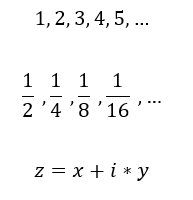 1, 2, 3, 4, 5, ...
1/2, 1/4, 1/8, 1/16, ...
z = x + i * y